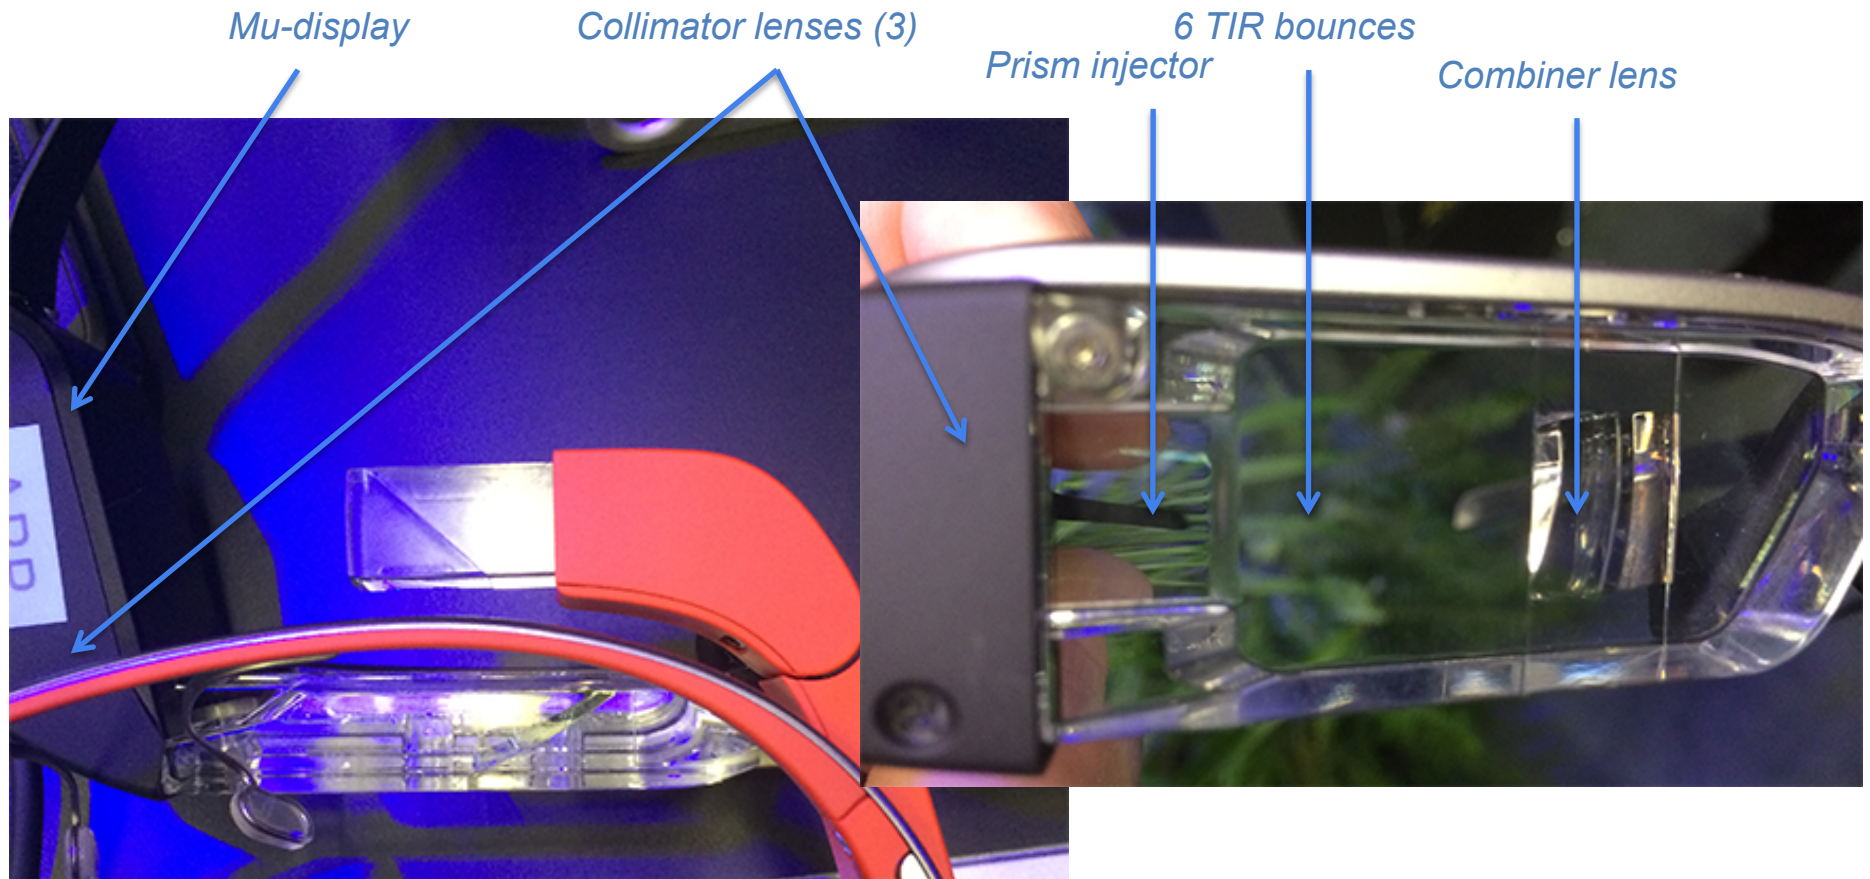 Mu-display
Collimator lenses (3)
6 TIR bounces
Prism injector
Combiner lens